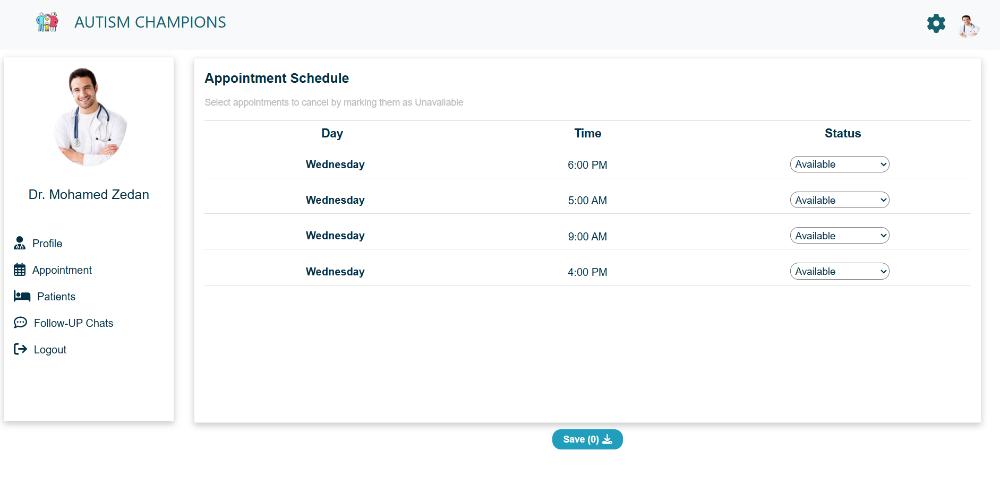 AUTISM CHAMPIONS
Dr. Mohamed Zedan
Profile
Appointment
Patients
Follow-UP Chats
Logout
Appointment Schedule
Select appointments to cancel by marking them as Unavailable
Day Time Status
Wednesday 6:00 PM Available
Wednesday 5:00 AM Available
Wednesday 9:00 AM Available
Wednesday 4:00 PM Available
Save (0)